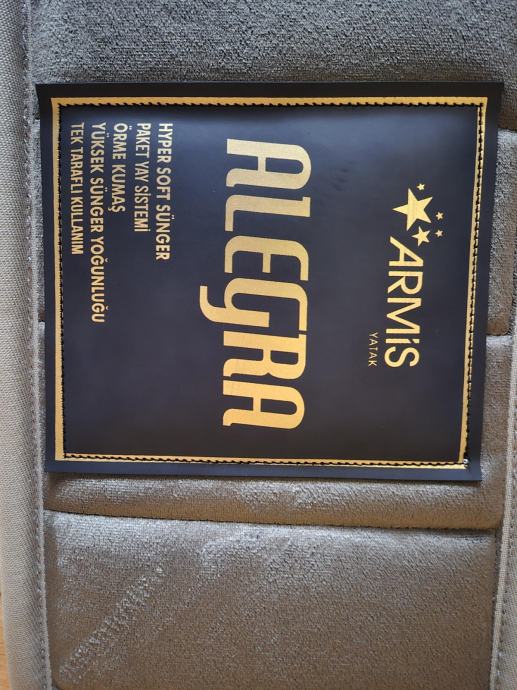 ARMiS
YATAK
ALEGRA
HYPER SOFT SÜNGER
PAKET YAY SİSTEMİ
ÖRME KUMAŞ
YÜKSEK SÜNGER YOĞUNLUĞU
TEK TARAFLI KULLANIM